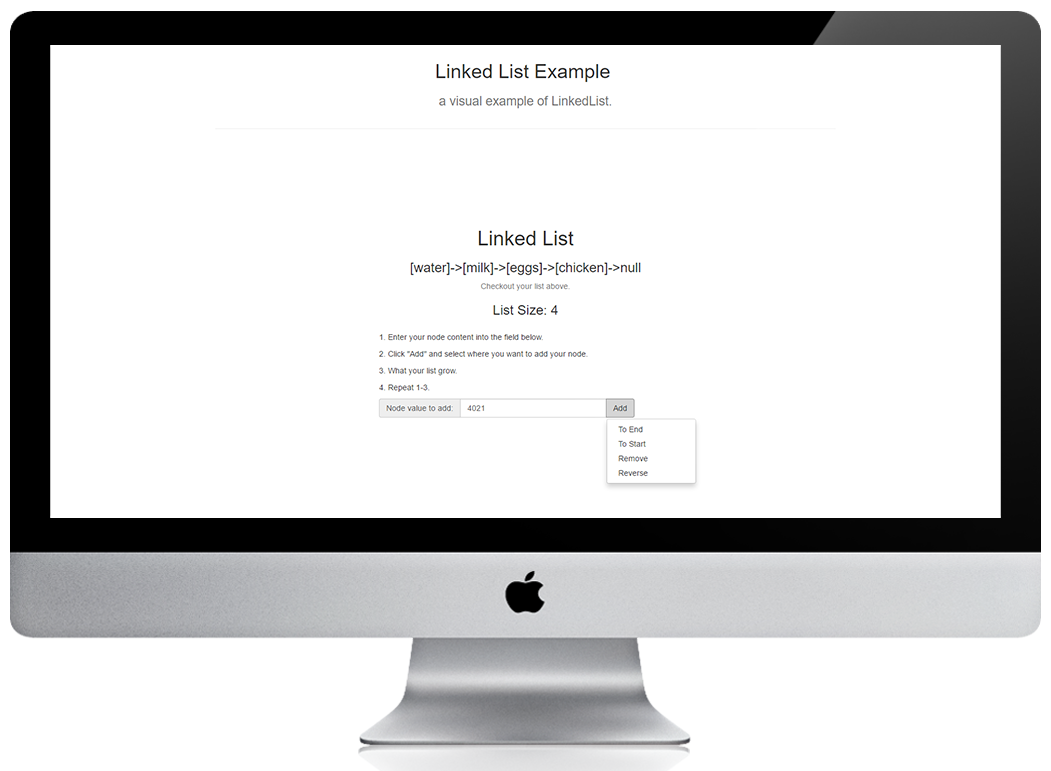 Linked List Example
a visual example of LinkedList.
Linked List
[water]->[milk]->[eggs]->[chicken]->null
Checkout your list above.
List Size: 4
1. Enter your node content into the field below.
2. Click "Add" and select where you want to add your node.
3. What your list grow.
4. Repeat 1-3.
Node value to add: 4021 Add
To End
To Start
Remove
Reverse